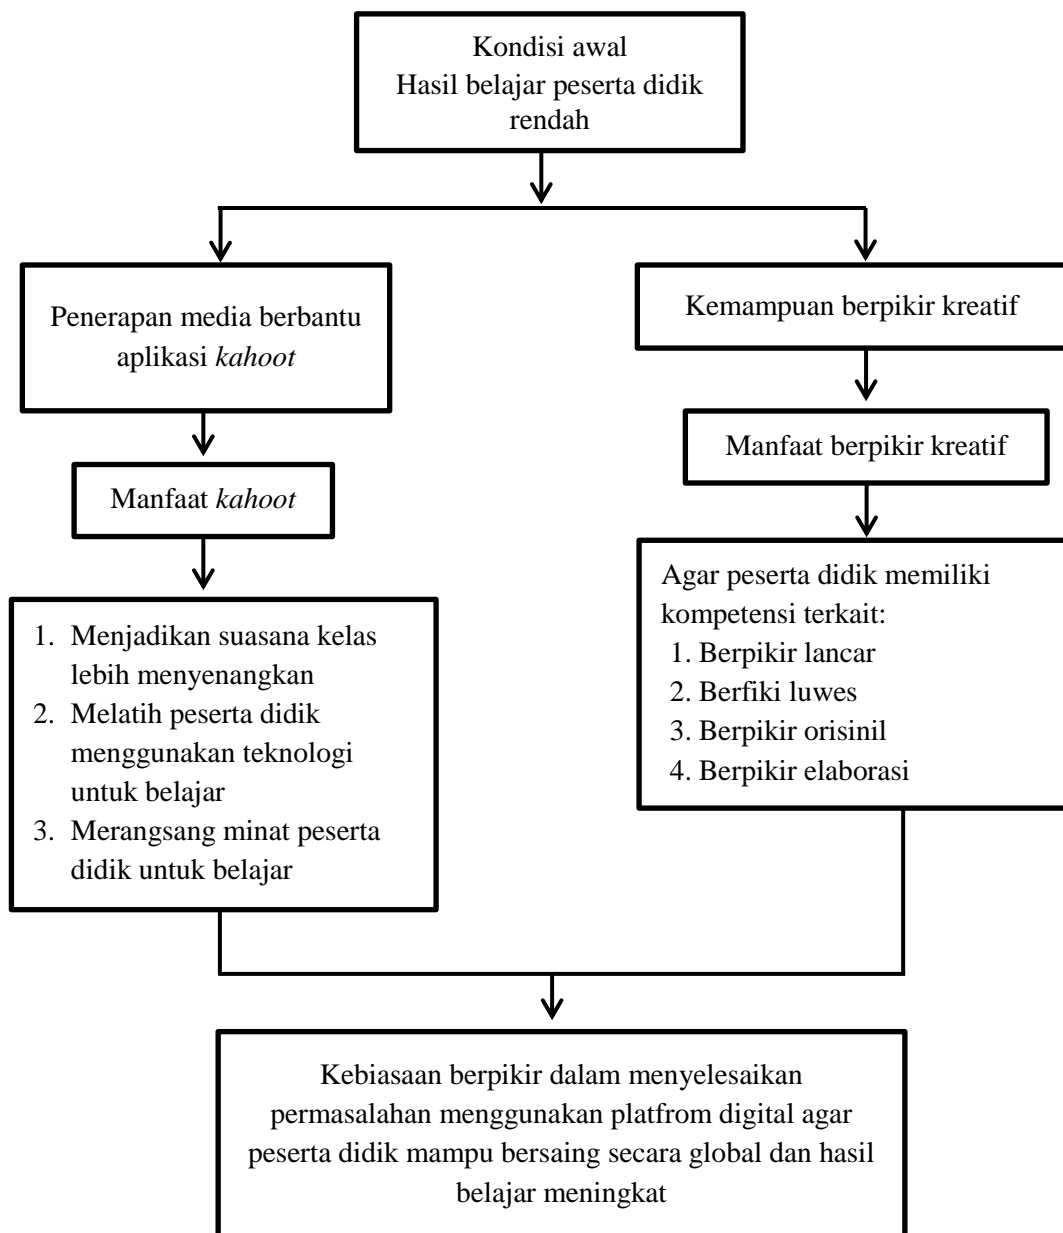 Kondisi awal
Hasil belajar peserta didik
rendah
Penerapan media berbantu
aplikasi kahoot
Manfaat kahoot
1. Menjadikan suasana kelas
lebih menyenangkan
2. Melatih peserta didik
menggunakan teknologi
untuk belajar
3. Merangsang minat peserta
didik untuk belajar
Kemampuan berpikir kreatif
Manfaat berpikir kreatif
Agar peserta didik memiliki
kompetensi terkait:
1. Berpikir lancar
2. Berfiki luwes
3. Berpikir orisinil
4. Berpikir elaborasi
Kebiasaan berpikir dalam menyelesaikan
permasalahan menggunakan platfrom digital agar
peserta didik mampu bersaing secara global dan hasil
belajar meningkat